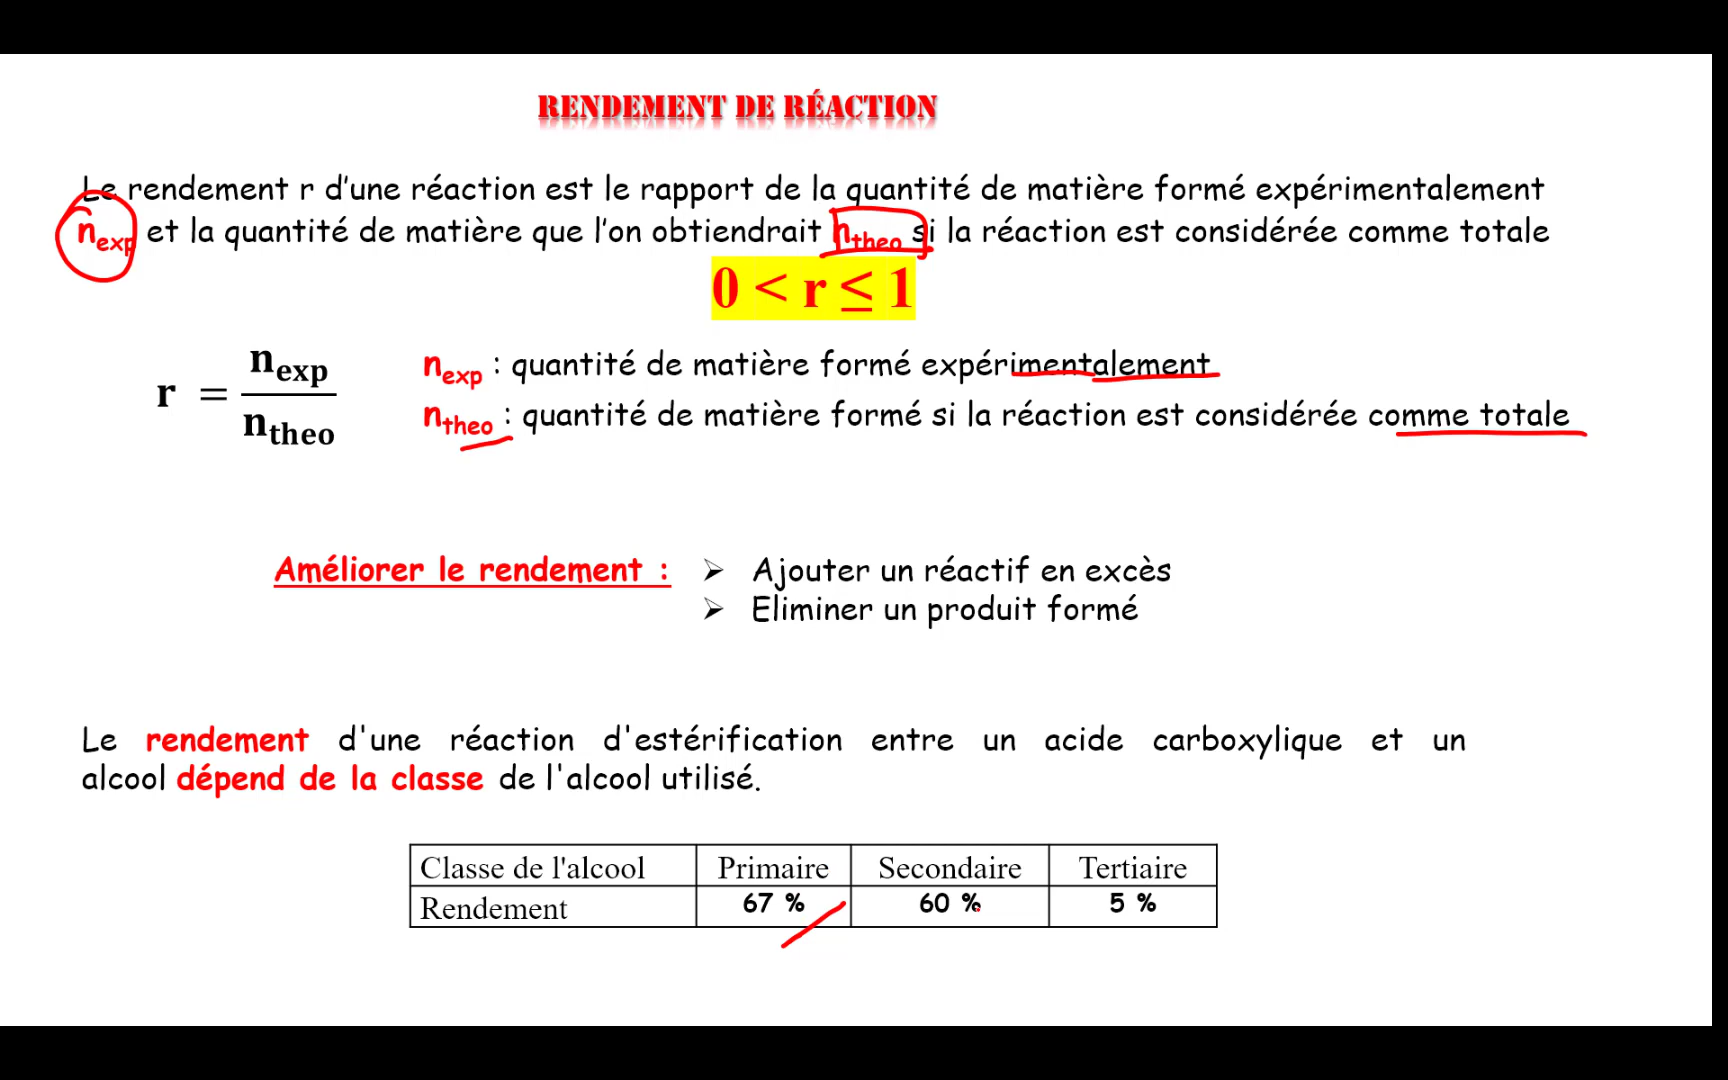 RENDEMENT DE RÉACTION
Le rendement r d'une réaction est le rapport de la quantité de matière formé expérimentalement
nexp et la quantité de matière que l'on obtiendrait ntheo si la réaction est considérée comme totale
0 < r ≤ 1
r = nexp / ntheo
nexp : quantité de matière formé expérimentalement
ntheo : quantité de matière formé si la réaction est considérée comme totale
Améliorer le rendement :
➢ Ajouter un réactif en excès
➢ Eliminer un produit formé
Le rendement d'une réaction d'estérification entre un acide carboxylique et un
alcool dépend de la classe de l'alcool utilisé.
Classe de l'alcool Primaire Secondaire Tertiaire
Rendement 67 % 60 % 5 %